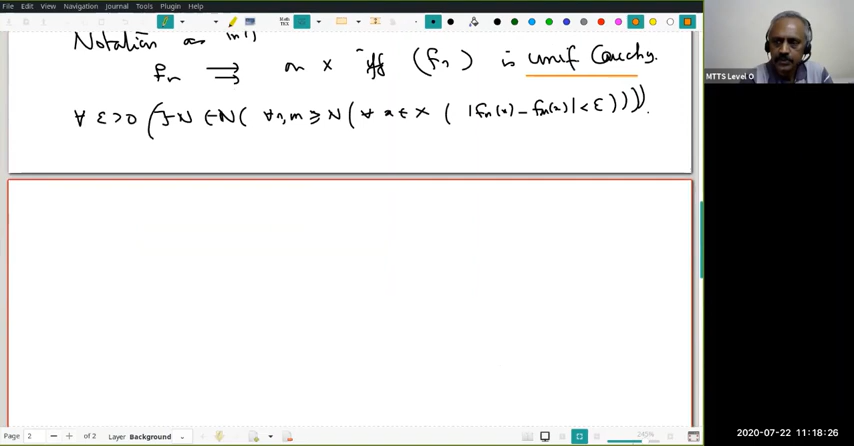 File Edit View Navigation Journal Tools Plugin Help
Notation as in 1)
fn ⇉ on X iff (fn) is unif Cauchy.
∀ ε > 0 (∃ N ∈ ℕ ( ∀ n, m ≥ N ( ∀ x ∈ X ( |fn(x) − fm(x)| < ε )))).
MTTS Level O
Page 2 of 2 Layer Background 245%
2020-07-22 11:18:26